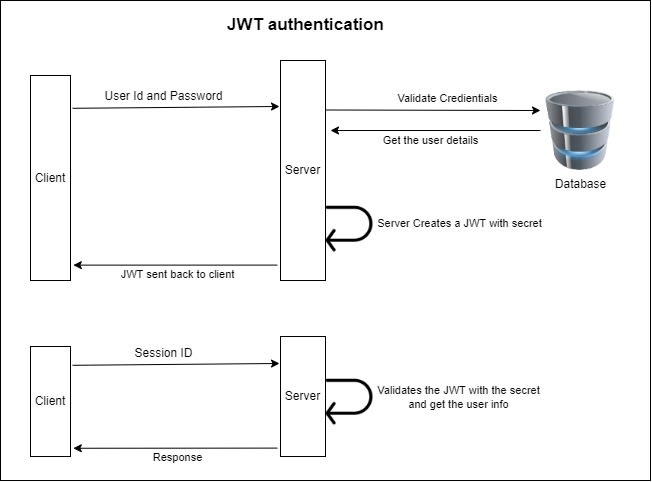 JWT authentication
User Id and Password
Validate Credientials
Get the user details
Client
Server
Database
Server Creates a JWT with secret
JWT sent back to client
Session ID
Client
Server
Validates the JWT with the secret
and get the user info
Response